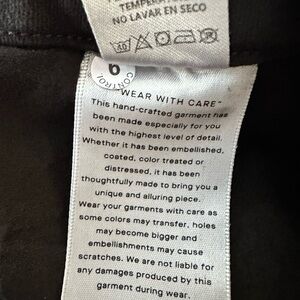 TEMPER
NO LAVAR EN SECO
40
6
CONTROL
"WEAR WITH CARE"
This hand-crafted garment has
been made especially for you
with the highest level of detail.
Whether it has been embellished,
coated, color treated or
distressed, it has been
thoughtfully made to bring you a
unique and alluring piece.
Wear your garments with care as
some colors may transfer, holes
may become bigger and
embellishments may cause
scratches. We are not liable for
any damages produced by this
garment during wear.